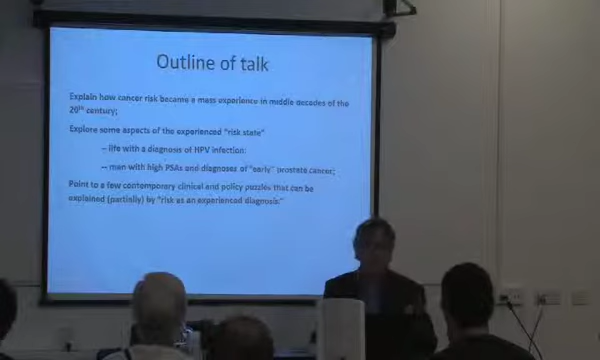 Outline of talk
Explain how cancer risk became a mass experience in middle decades of the
20th century;
Explore some aspects of the experienced "risk state"
– life with a diagnosis of HPV infection;
– men with high PSAs and diagnoses of "early" prostate cancer;
Point to a few contemporary clinical and policy puzzles that can be
explained (partially) by "risk as an experienced diagnosis."